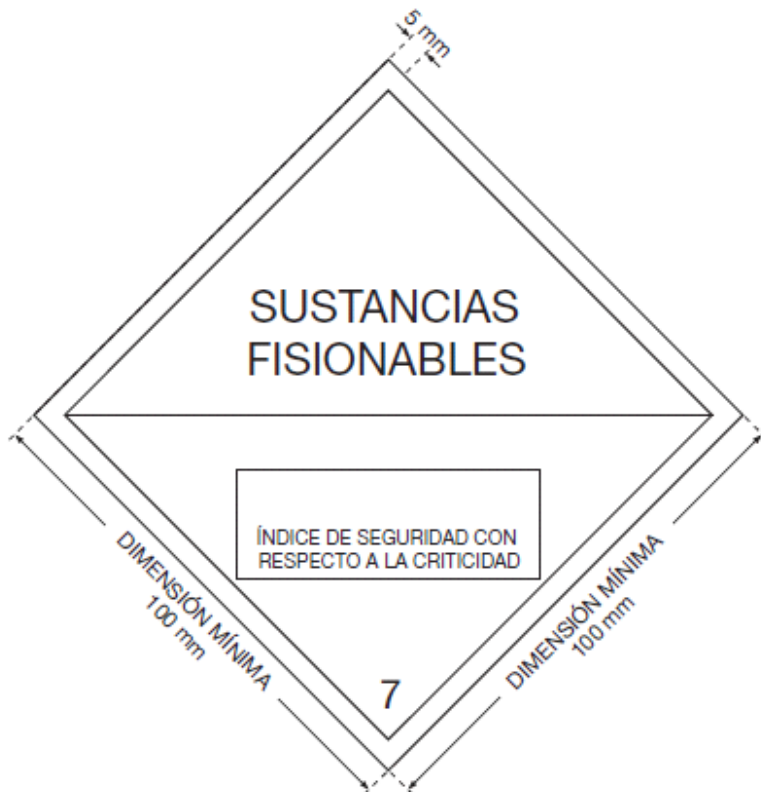 5 mm
SUSTANCIAS
FISIONABLES
ÍNDICE DE SEGURIDAD CON
RESPECTO A LA CRITICIDAD
DIMENSIÓN MÍNIMA
100 mm
DIMENSIÓN MÍNIMA
100 mm
7